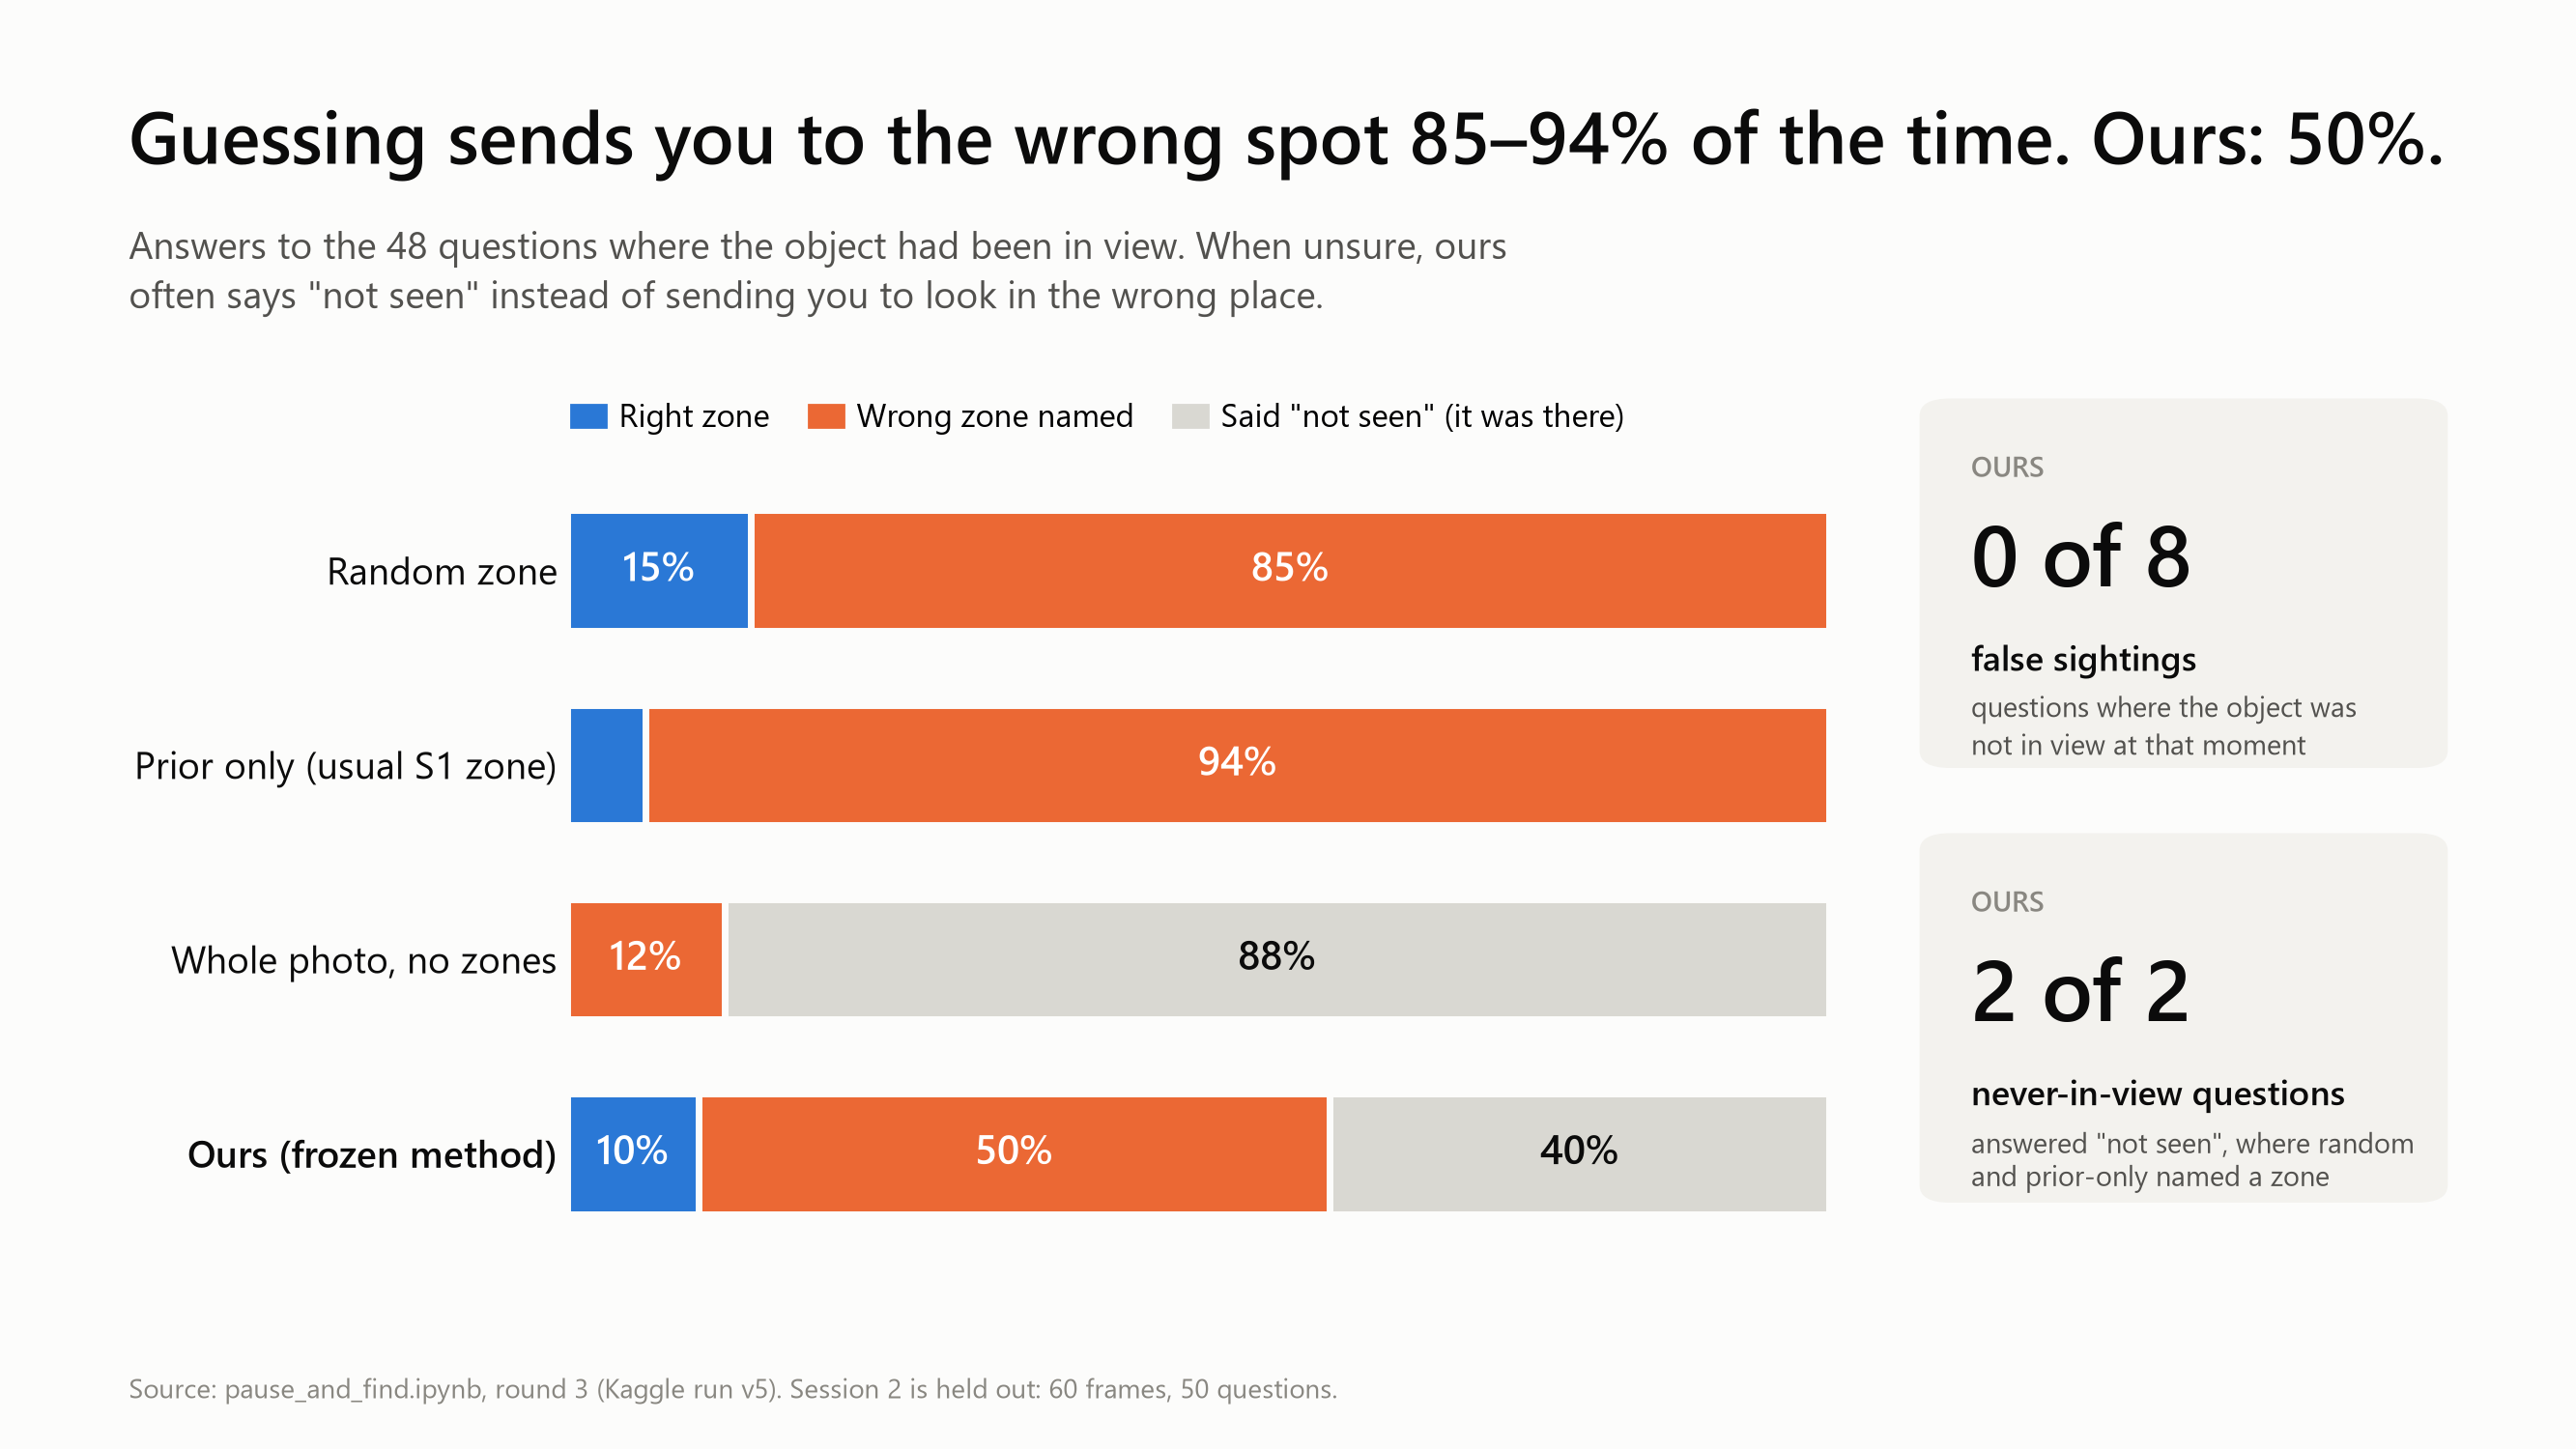 Guessing sends you to the wrong spot 85–94% of the time. Ours: 50%.
Answers to the 48 questions where the object had been in view. When unsure, ours
often says "not seen" instead of sending you to look in the wrong place.
Right zone
Wrong zone named
Said "not seen" (it was there)
Random zone
15%
85%
Prior only (usual S1 zone)
94%
Whole photo, no zones
12%
88%
Ours (frozen method)
10%
50%
40%
OURS
0 of 8
false sightings
questions where the object was
not in view at that moment
OURS
2 of 2
never-in-view questions
answered "not seen", where random
and prior-only named a zone
Source: pause_and_find.ipynb, round 3 (Kaggle run v5). Session 2 is held out: 60 frames, 50 questions.